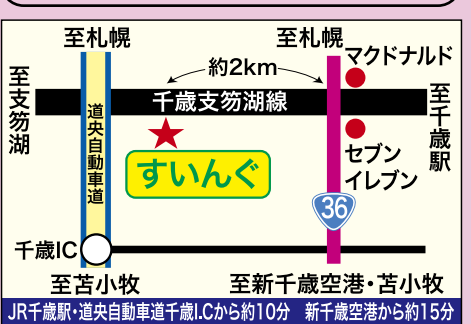 至札幌
至札幌
マクドナルド
約2km
至支笏湖
千歳支笏湖線
至千歳駅
道央自動車道
すいんぐ
セブン
イレブン
36
千歳IC
至苫小牧
至新千歳空港・苫小牧
JR千歳駅・道央自動車道千歳I.Cから約10分 新千歳空港から約15分